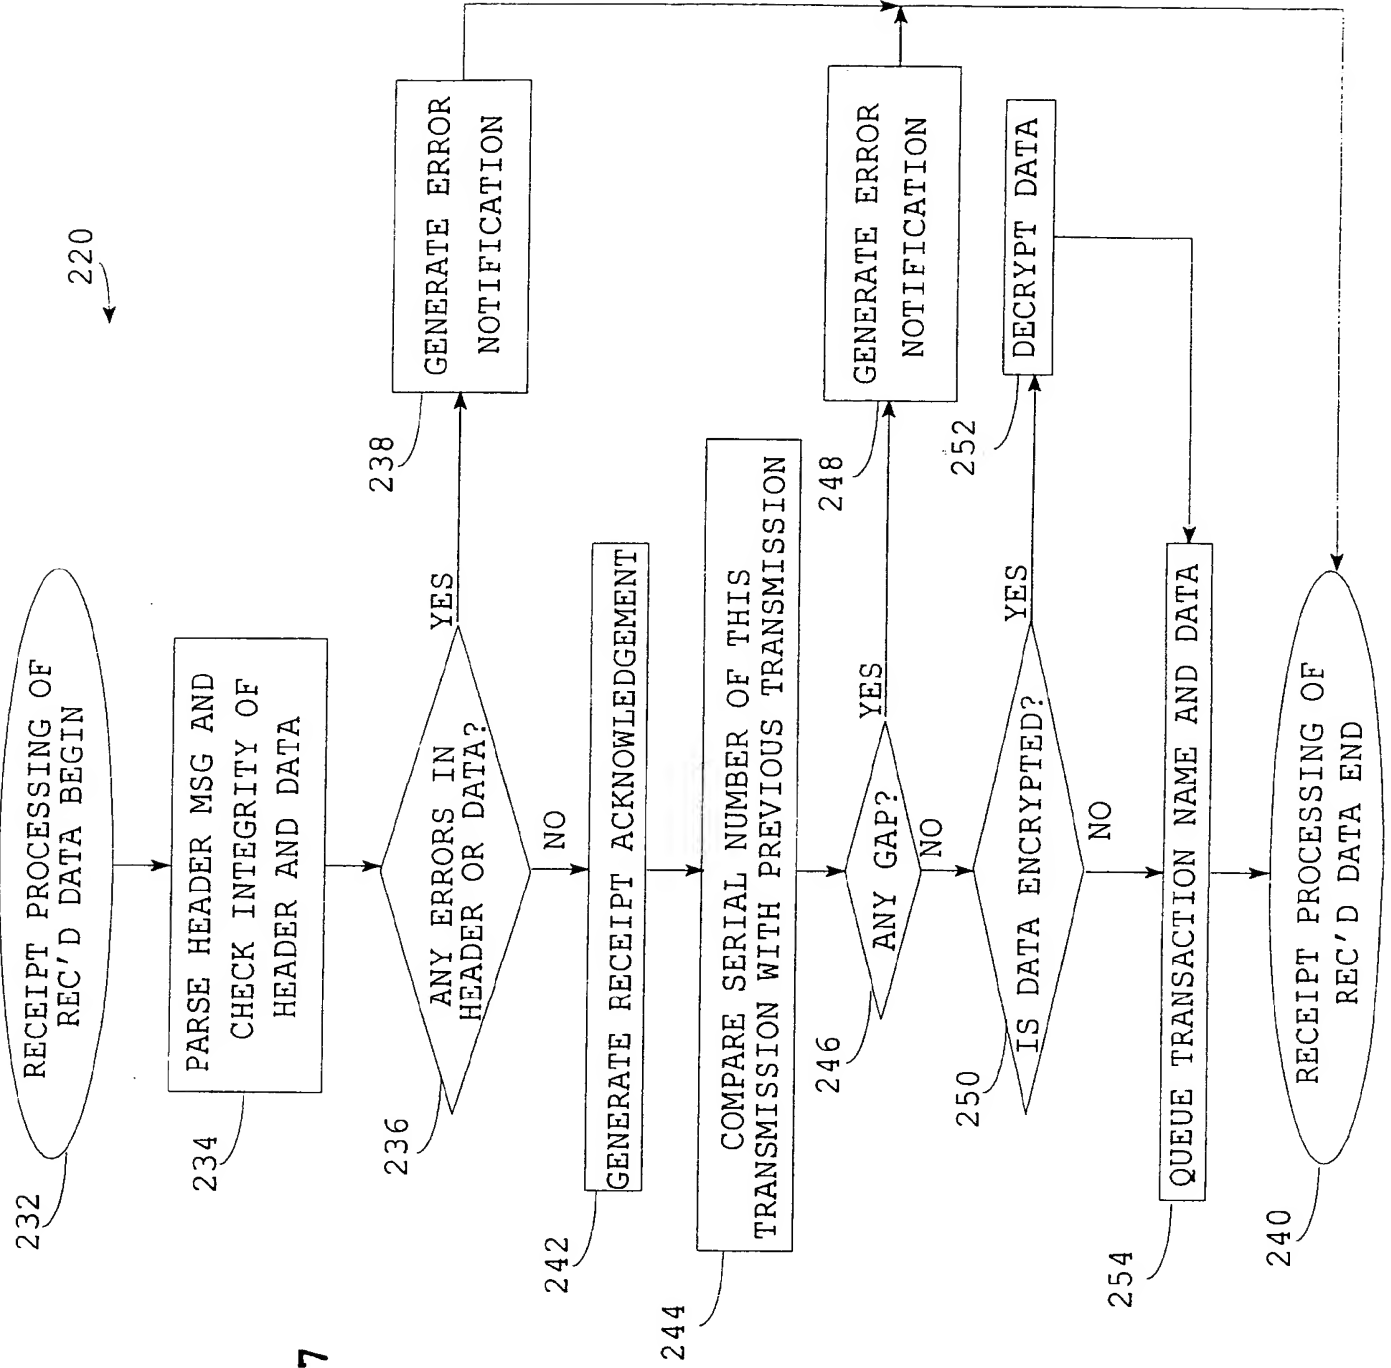 220
232
RECEIPT PROCESSING OF
REC'D DATA BEGIN
234
PARSE HEADER MSG AND
CHECK INTEGRITY OF
HEADER AND DATA
236
ANY ERRORS IN
HEADER OR DATA?
YES
238
GENERATE ERROR
NOTIFICATION
NO
242
GENERATE RECEIPT ACKNOWLEDGEMENT
244
COMPARE SERIAL NUMBER OF THIS
TRANSMISSION WITH PREVIOUS TRANSMISSION
246
ANY GAP?
YES
248
GENERATE ERROR
NOTIFICATION
NO
250
IS DATA ENCRYPTED?
YES
252
DECRYPT DATA
NO
254
QUEUE TRANSACTION NAME AND DATA
240
RECEIPT PROCESSING OF
REC'D DATA END
7